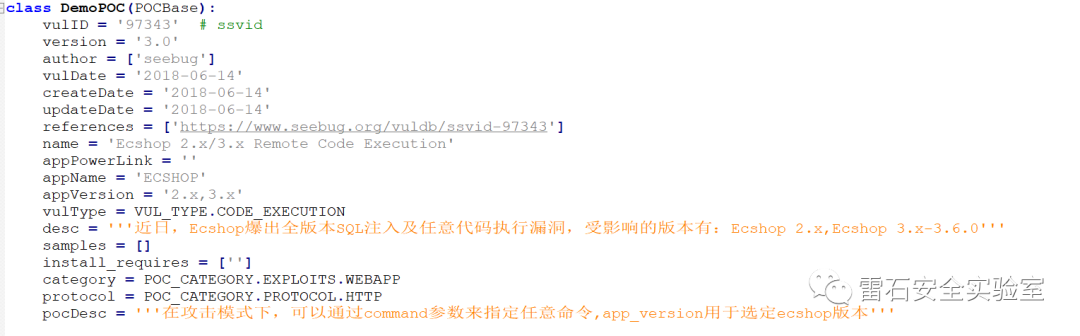 class DemoPOC(POCBase):
vulID = '97343'  # ssvid
version = '3.0'
author = ['seebug']
vulDate = '2018-06-14'
createDate = '2018-06-14'
updateDate = '2018-06-14'
references = ['https://www.seebug.org/vuldb/ssvid-97343']
name = 'Ecshop 2.x/3.x Remote Code Execution'
appPowerLink = ''
appName = 'ECSHOP'
appVersion = '2.x,3.x'
vulType = VUL_TYPE.CODE_EXECUTION
desc = '''近日，Ecshop爆出全版本SQL注入及任意代码执行漏洞，受影响的版本有：Ecshop 2.x,Ecshop 3.x-3.6.0'''
samples = []
install_requires = ['']
category = POC_CATEGORY.EXPLOITS.WEBAPP
protocol = POC_CATEGORY.PROTOCOL.HTTP
pocDesc = '''在攻击模式下，可以通过command参数来指定任意命令,app_version用于选定ecshop版本'''
雷石安全实验室